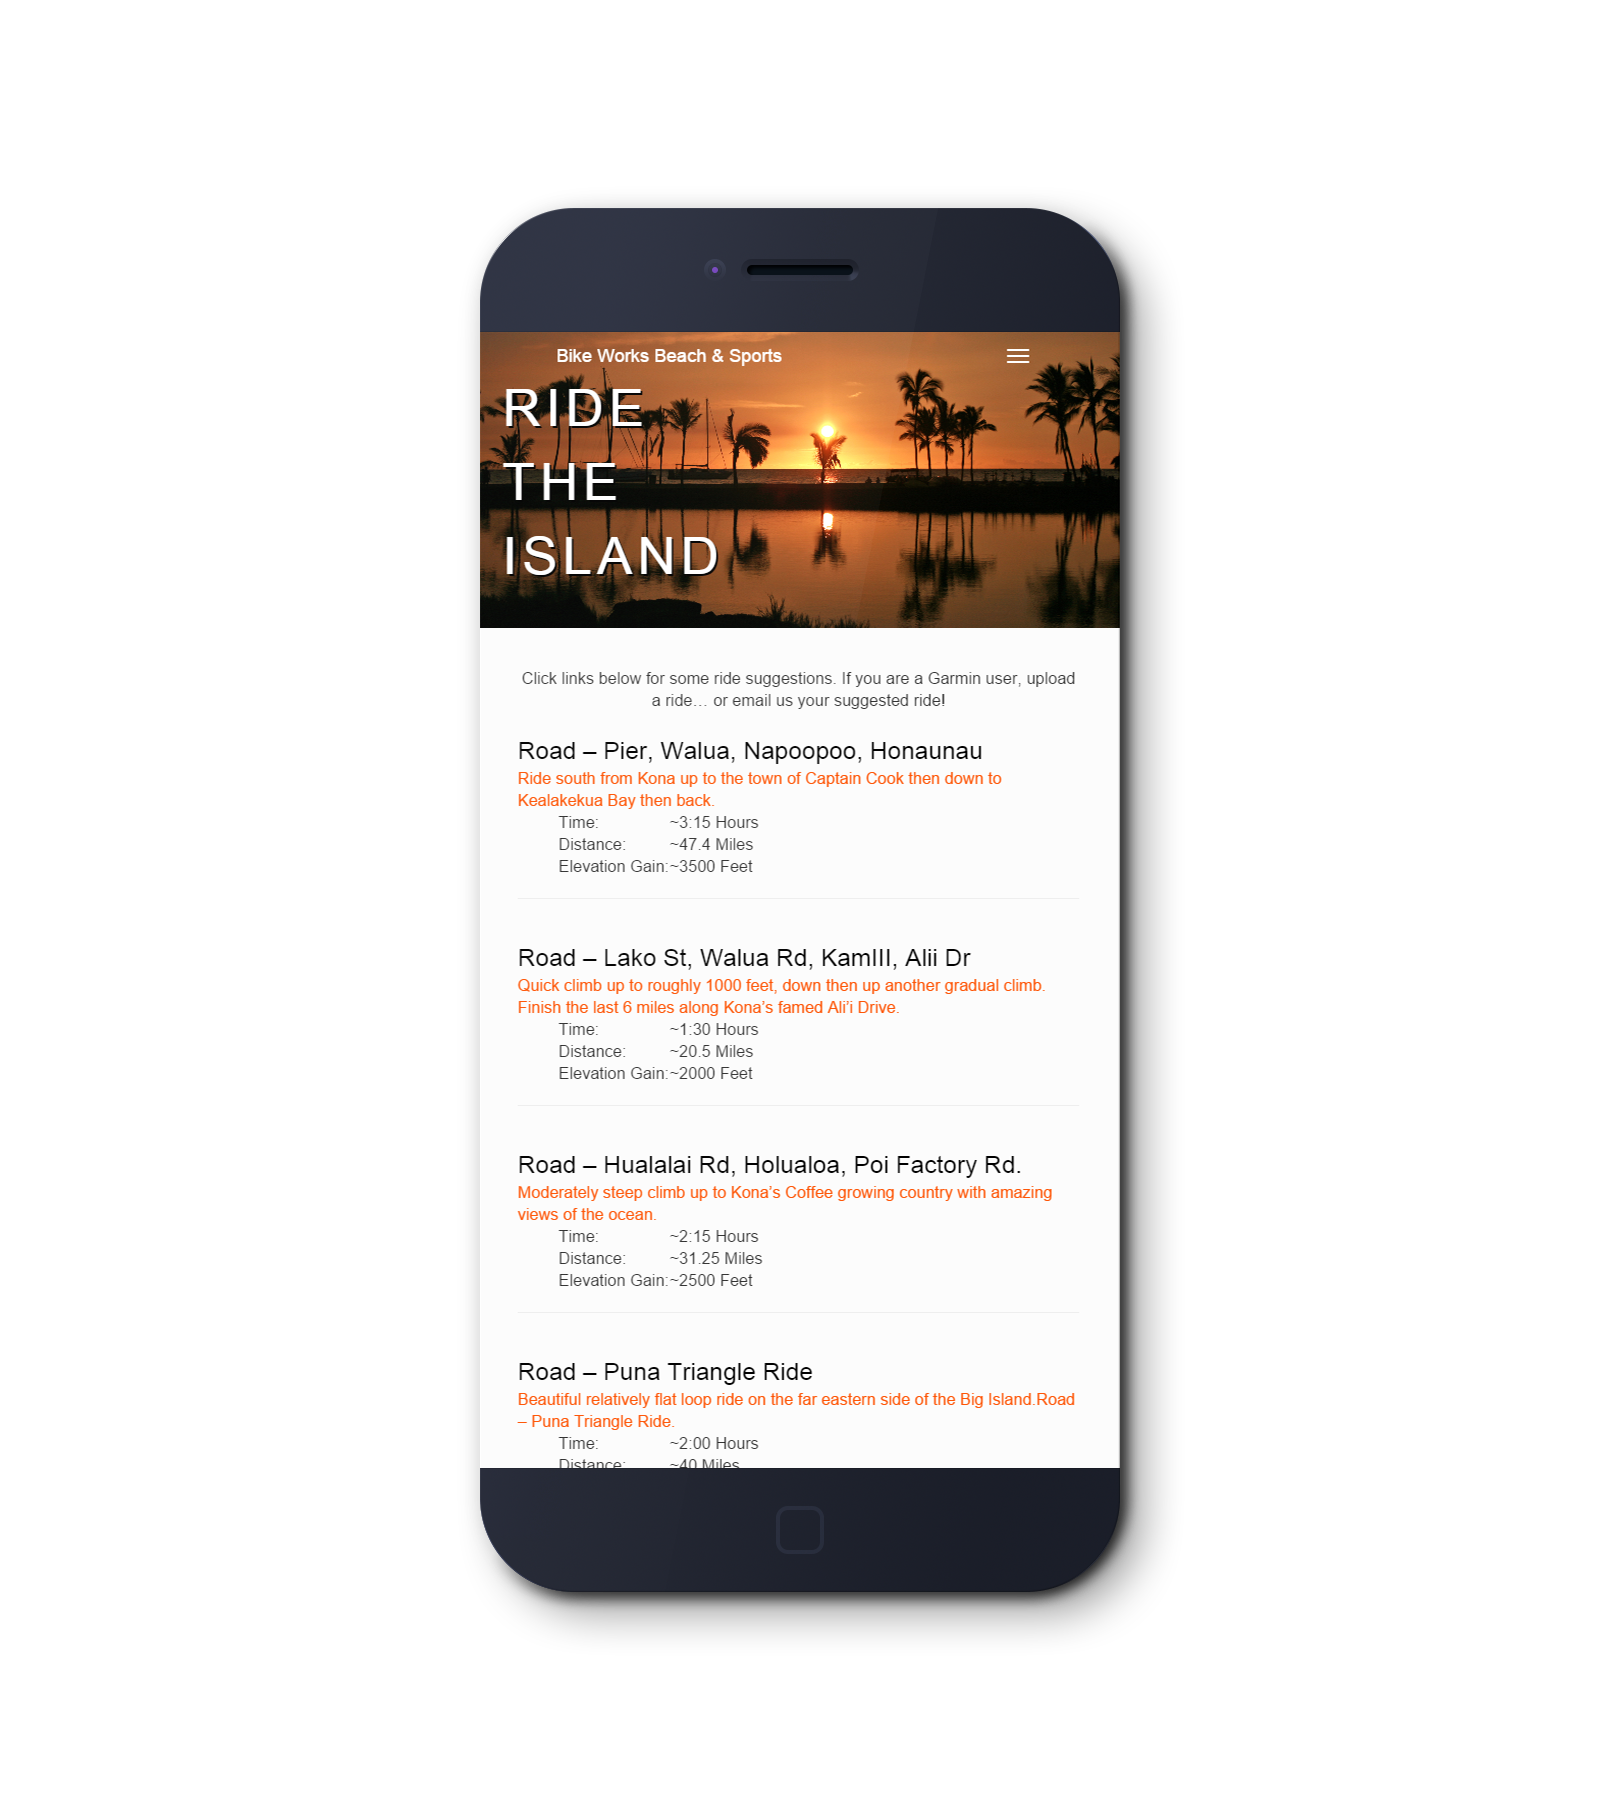 Bike Works Beach & Sports
RIDE
THE
ISLAND
Click links below for some ride suggestions. If you are a Garmin user, upload
a ride… or email us your suggested ride!
Road – Pier, Walua, Napoopoo, Honaunau
Ride south from Kona up to the town of Captain Cook then down to
Kealakekua Bay then back.
Time: ~3:15 Hours
Distance: ~47.4 Miles
Elevation Gain:~3500 Feet
Road – Lako St, Walua Rd, KamIII, Alii Dr
Quick climb up to roughly 1000 feet, down then up another gradual climb.
Finish the last 6 miles along Kona’s famed Ali’i Drive.
Time: ~1:30 Hours
Distance: ~20.5 Miles
Elevation Gain:~2000 Feet
Road – Hualalai Rd, Holualoa, Poi Factory Rd.
Moderately steep climb up to Kona’s Coffee growing country with amazing
views of the ocean.
Time: ~2:15 Hours
Distance: ~31.25 Miles
Elevation Gain:~2500 Feet
Road – Puna Triangle Ride
Beautiful relatively flat loop ride on the far eastern side of the Big Island.Road
– Puna Triangle Ride.
Time: ~2:00 Hours
Distance: ~40 Miles